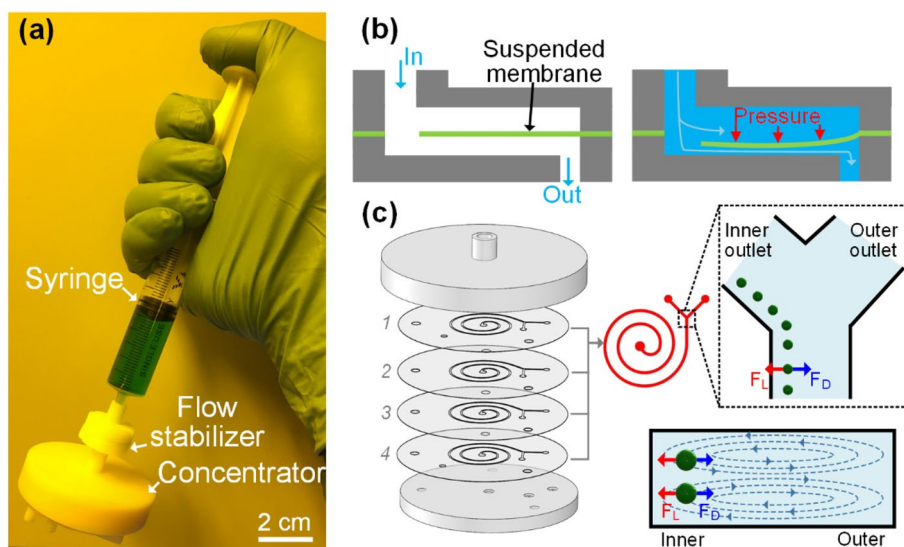 (a)
Syringe
Flow
stabilizer
Concentrator
2 cm
(b)
In
Suspended
membrane
Out
Pressure
(c)
1
2
3
4
Inner
outlet
Outer
outlet
FL
FD
FL
FD
FL
FD
Inner
Outer